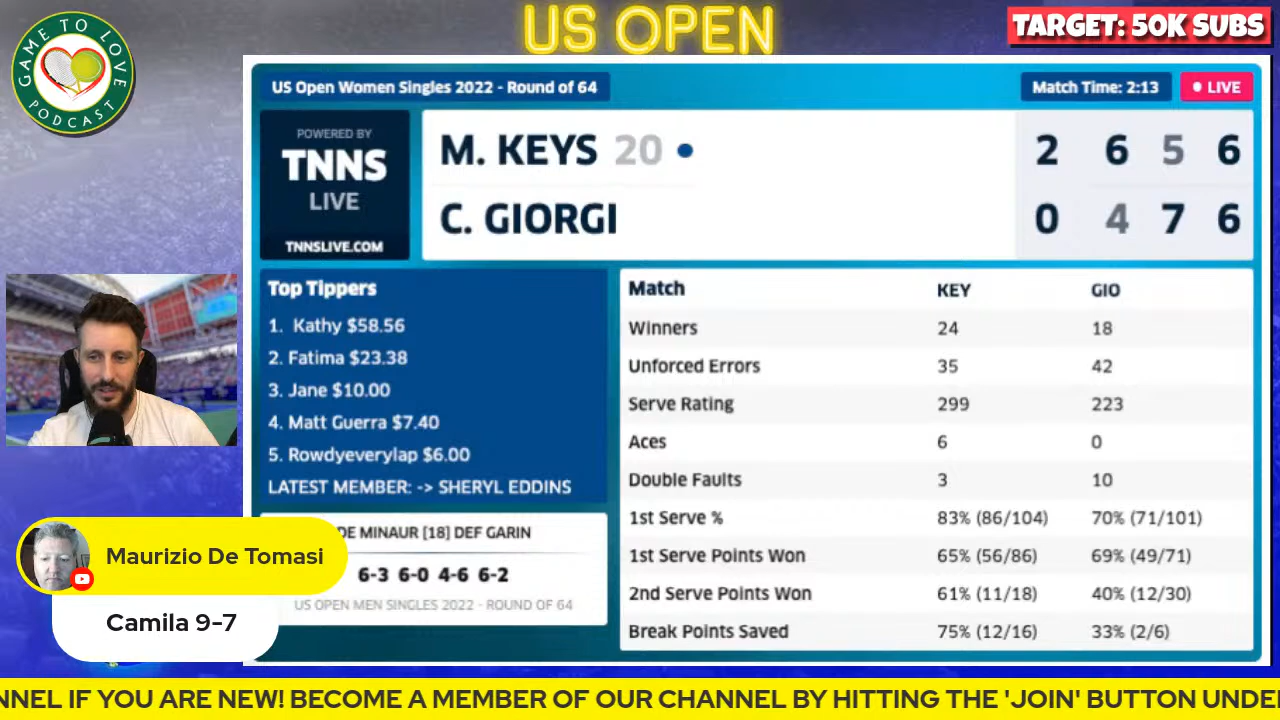 GAME TO LOVE
PODCAST
US OPEN
TARGET: 50K SUBS
US Open Women Singles 2022 - Round of 64
Match Time: 2:13
LIVE
POWERED BY
TNNS
LIVE
TNNSLIVE.COM
M. KEYS 20 2 6 5 6
C. GIORGI 0 4 7 6
Top Tippers
1. Kathy $58.56
2. Fatima $23.38
3. Jane $10.00
4. Matt Guerra $7.40
5. Rowdyeverylap $6.00
LATEST MEMBER: -> SHERYL EDDINS
DE MINAUR [18] DEF GARIN
6-3 6-0 4-6 6-2
US OPEN MEN SINGLES 2022 - ROUND OF 64
Match KEY GIO
Winners 24 18
Unforced Errors 35 42
Serve Rating 299 223
Aces 6 0
Double Faults 3 10
1st Serve % 83% (86/104) 70% (71/101)
1st Serve Points Won 65% (56/86) 69% (49/71)
2nd Serve Points Won 61% (11/18) 40% (12/30)
Break Points Saved 75% (12/16) 33% (2/6)
Maurizio De Tomasi
Camila 9-7
NNEL IF YOU ARE NEW! BECOME A MEMBER OF OUR CHANNEL BY HITTING THE 'JOIN' BUTTON UNDE